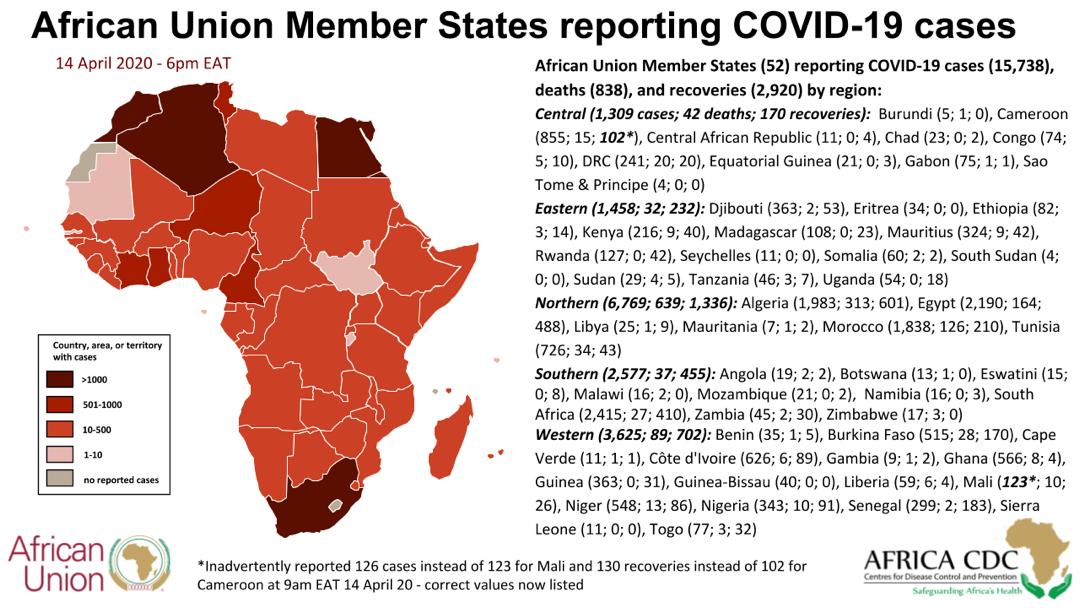 African Union Member States reporting COVID-19 cases
14 April 2020 - 6pm EAT
African Union Member States (52) reporting COVID-19 cases (15,738),
deaths (838), and recoveries (2,920) by region:
Central (1,309 cases; 42 deaths; 170 recoveries): Burundi (5; 1; 0), Cameroon
(855; 15; 102*), Central African Republic (11; 0; 4), Chad (23; 0; 2), Congo (74;
5; 10), DRC (241; 20; 20), Equatorial Guinea (21; 0; 3), Gabon (75; 1; 1), Sao
Tome & Principe (4; 0; 0)
Eastern (1,458; 32; 232): Djibouti (363; 2; 53), Eritrea (34; 0; 0), Ethiopia (82;
3; 14), Kenya (216; 9; 40), Madagascar (108; 0; 23), Mauritius (324; 9; 42),
Rwanda (127; 0; 42), Seychelles (11; 0; 0), Somalia (60; 2; 2), South Sudan (4;
0; 0), Sudan (29; 4; 5), Tanzania (46; 3; 7), Uganda (54; 0; 18)
Northern (6,769; 639; 1,336): Algeria (1,983; 313; 601), Egypt (2,190; 164;
488), Libya (25; 1; 9), Mauritania (7; 1; 2), Morocco (1,838; 126; 210), Tunisia
(726; 34; 43)
Southern (2,577; 37; 455): Angola (19; 2; 2), Botswana (13; 1; 0), Eswatini (15;
0; 8), Malawi (16; 2; 0), Mozambique (21; 0; 2), Namibia (16; 0; 3), South
Africa (2,415; 27; 410), Zambia (45; 2; 30), Zimbabwe (17; 3; 0)
Western (3,625; 89; 702): Benin (35; 1; 5), Burkina Faso (515; 28; 170), Cape
Verde (11; 1; 1), Côte d'Ivoire (626; 6; 89), Gambia (9; 1; 2), Ghana (566; 8; 4),
Guinea (363; 0; 31), Guinea-Bissau (40; 0; 0), Liberia (59; 6; 4), Mali (123*; 10;
26), Niger (548; 13; 86), Nigeria (343; 10; 91), Senegal (299; 2; 183), Sierra
Leone (11; 0; 0), Togo (77; 3; 32)
Country, area, or territory
with cases
>1000
501-1000
10-500
1-10
no reported cases
African
Union
*Inadvertently reported 126 cases instead of 123 for Mali and 130 recoveries instead of 102 for
Cameroon at 9am EAT 14 April 20 - correct values now listed
AFRICA CDC
Centres for Disease Control and Prevention
Safeguarding Africa's Health